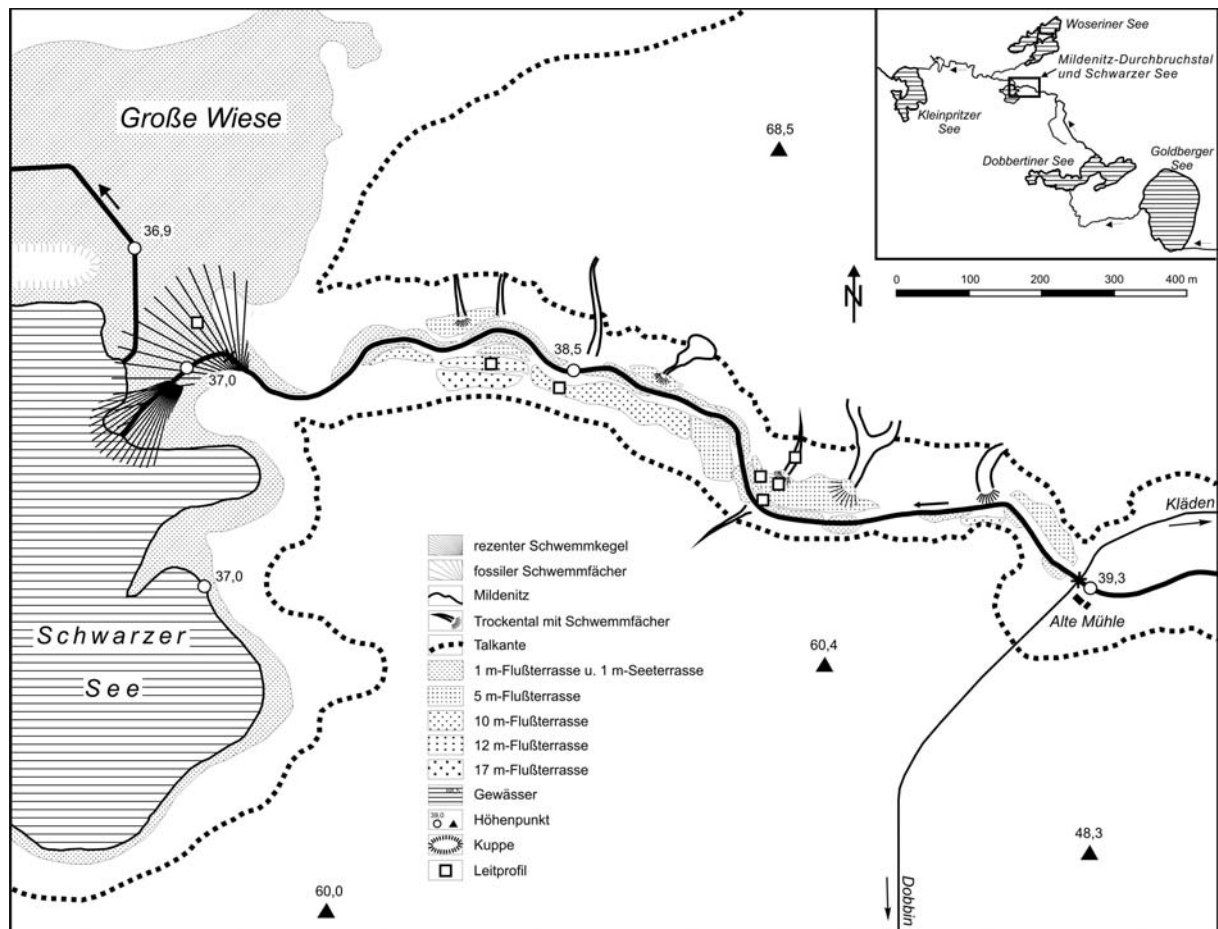 Große Wiese
36,9
37,0
37,0
38,5
68,5
39,3
60,4
60,0
48,3
Schwarzer
See
Alte Mühle
Kläden
Dobbin
Woseriner See
Mildenitz-Durchbruchstal
und Schwarzer See
Kleinpritzer
See
Dobbertiner See
Goldberger
See
N
0 100 200 300 400 m
rezenter Schwemmkegel
fossiler Schwemmfächer
Mildenitz
Trockental mit Schwemmfächer
Talkante
1 m-Flußterrasse u. 1 m-Seeterrasse
5 m-Flußterrasse
10 m-Flußterrasse
12 m-Flußterrasse
17 m-Flußterrasse
Gewässer
39,0
Höhenpunkt
Kuppe
Leitprofil